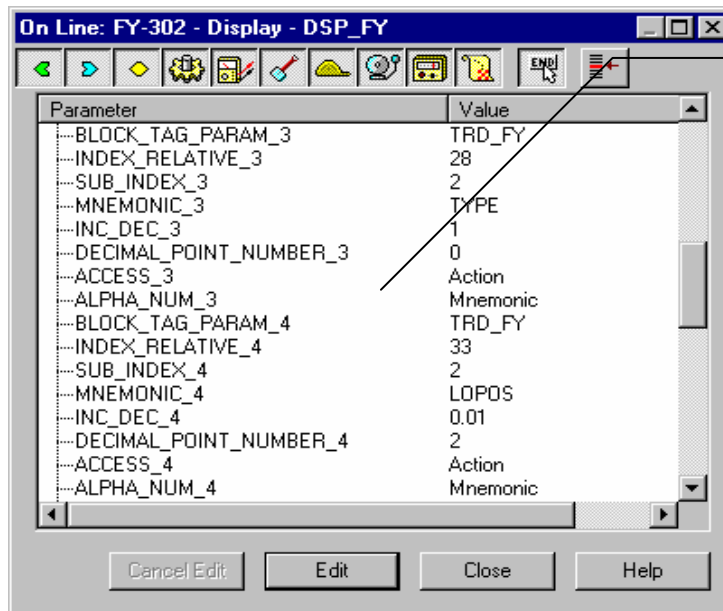 On Line: FY-302 - Display - DSP_FY
END
Parameter Value
BLOCK_TAG_PARAM_3 TRD_FY
INDEX_RELATIVE_3 28
SUB_INDEX_3 2
MNEMONIC_3 TYPE
INC_DEC_3 1
DECIMAL_POINT_NUMBER_3 0
ACCESS_3 Action
ALPHA_NUM_3 Mnemonic
BLOCK_TAG_PARAM_4 TRD_FY
INDEX_RELATIVE_4 33
SUB_INDEX_4 2
MNEMONIC_4 LOPOS
INC_DEC_4 0.01
DECIMAL_POINT_NUMBER_4 2
ACCESS_4 Action
ALPHA_NUM_4 Mnemonic
Cancel Edit Edit Close Help